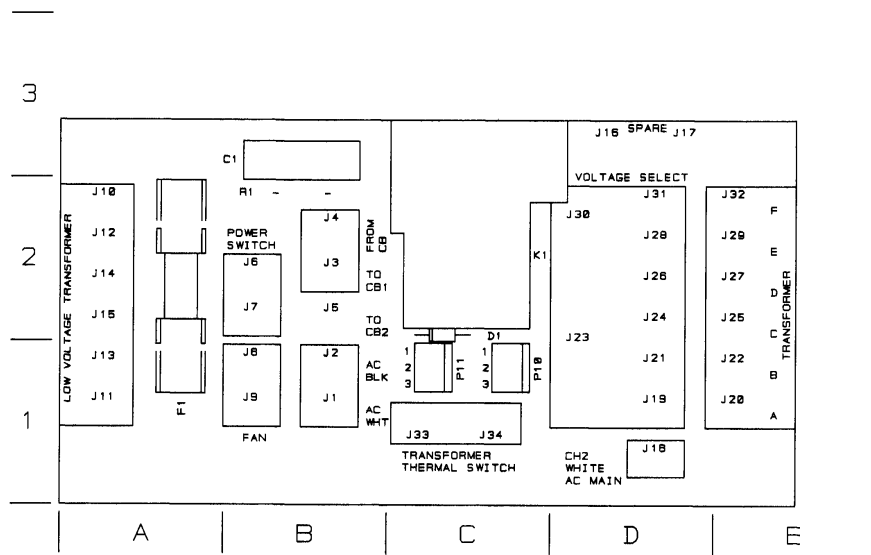 3
J16 SPARE J17
C1
VOLTAGE SELECT
R1 - -
J10
J4
J31
J32
J30
F
2
LOW VOLTAGE TRANSFORMER
J12
POWER
SWITCH
FROM
CB
J28
J29
J6
J3
K1
E
J14
TO
CB1
J26
J27
D
TRANSFORMER
J7
J5
J15
TO
CB2
J24
J25
D1
J23
C
J13
J8
J2
AC
BLK
1
2
3
P11
1
2
3
P10
J21
J22
B
J11
J9
J1
J19
J20
F1
AC
WHT
A
1
FAN
J33 J34
J18
TRANSFORMER
THERMAL SWITCH
CH2
WHITE
AC MAIN
A B C D E